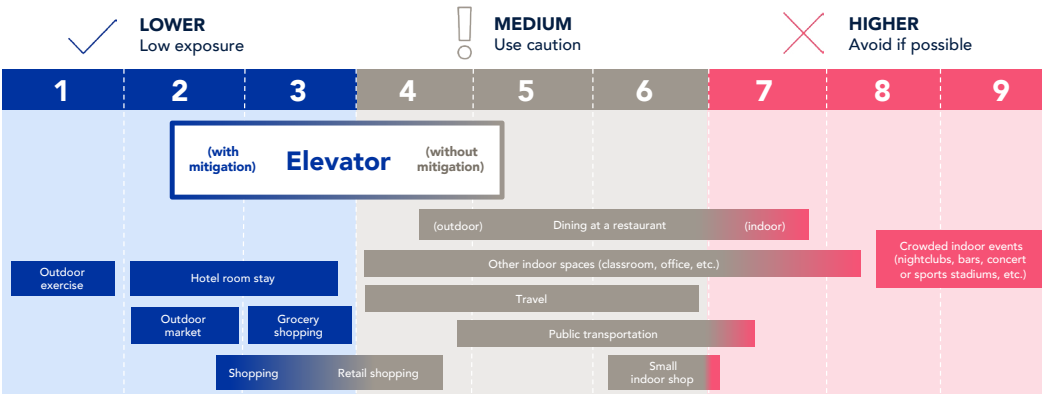 LOWER
Low exposure
MEDIUM
Use caution
HIGHER
Avoid if possible
1 2 3 4 5 6 7 8 9
(with
mitigation)
Elevator
(without
mitigation)
(outdoor) Dining at a restaurant (indoor)
Crowded indoor events
(nightclubs, bars, concert
or sports stadiums, etc.)
Other indoor spaces (classroom, office, etc.)
Outdoor
exercise
Hotel room stay
Travel
Outdoor
market
Grocery
shopping
Public transportation
Shopping Retail shopping
Small
indoor shop